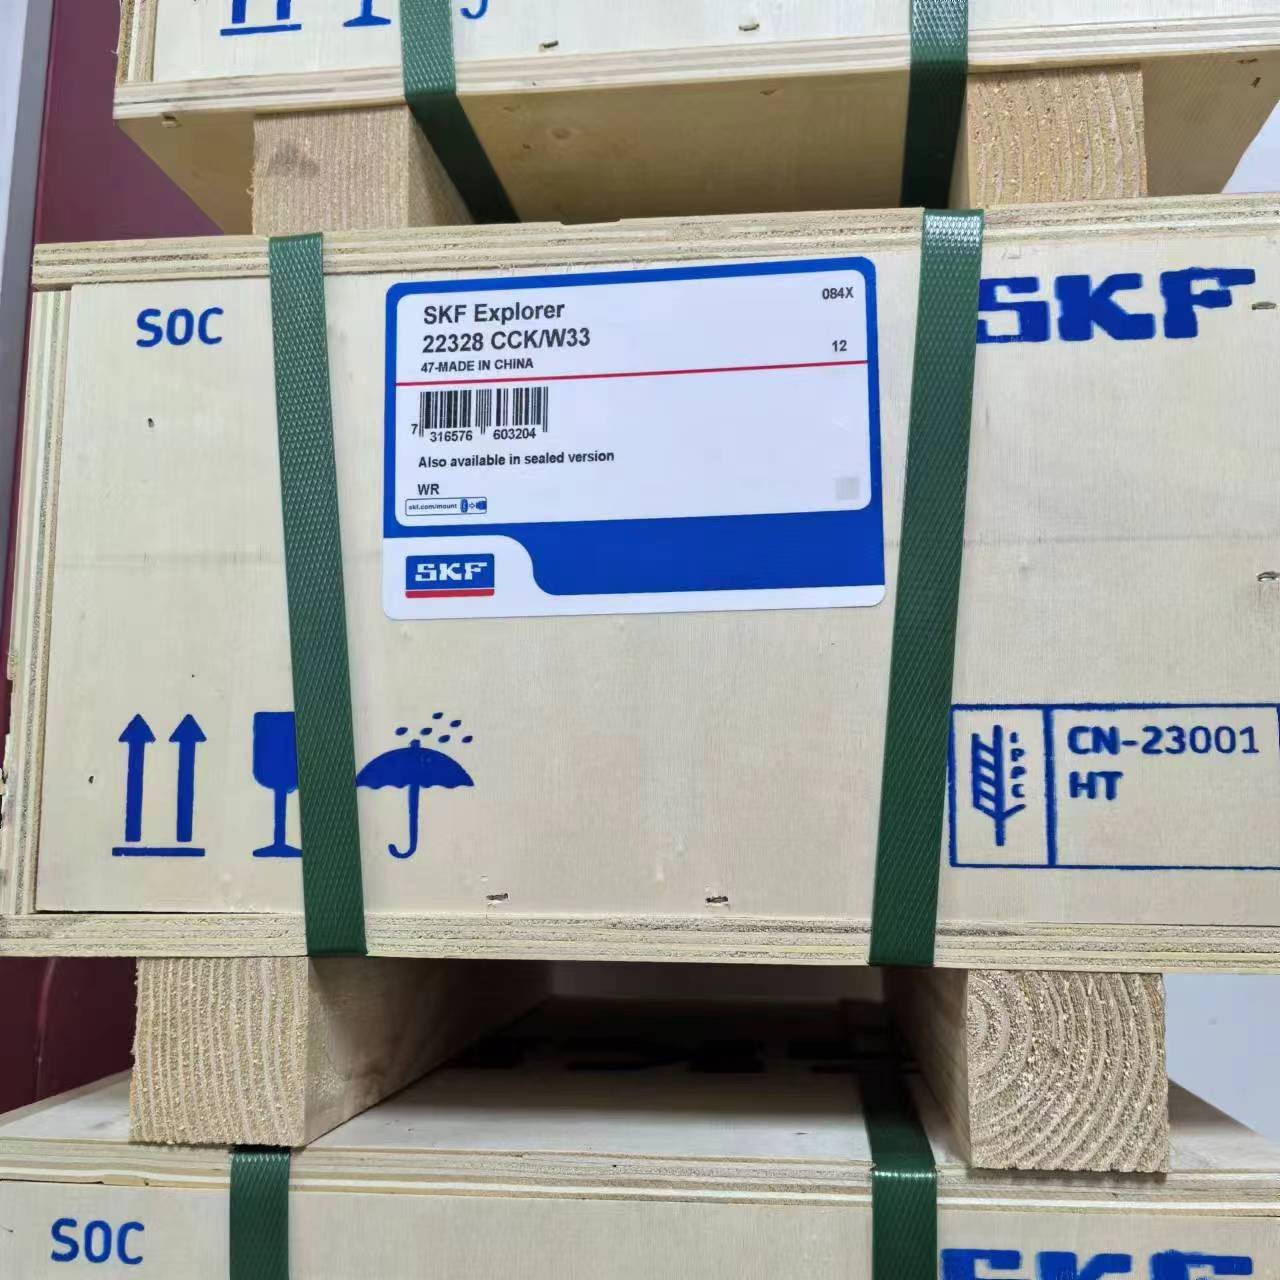 SOC
SKF Explorer
084X
22328 CCK/W33
12
47-MADE IN CHINA
7 316576 603204
Also available in sealed version
WR
skf.com/mount
SKF
SKF
IPPC
CN-23001
HT
SOC
SKF